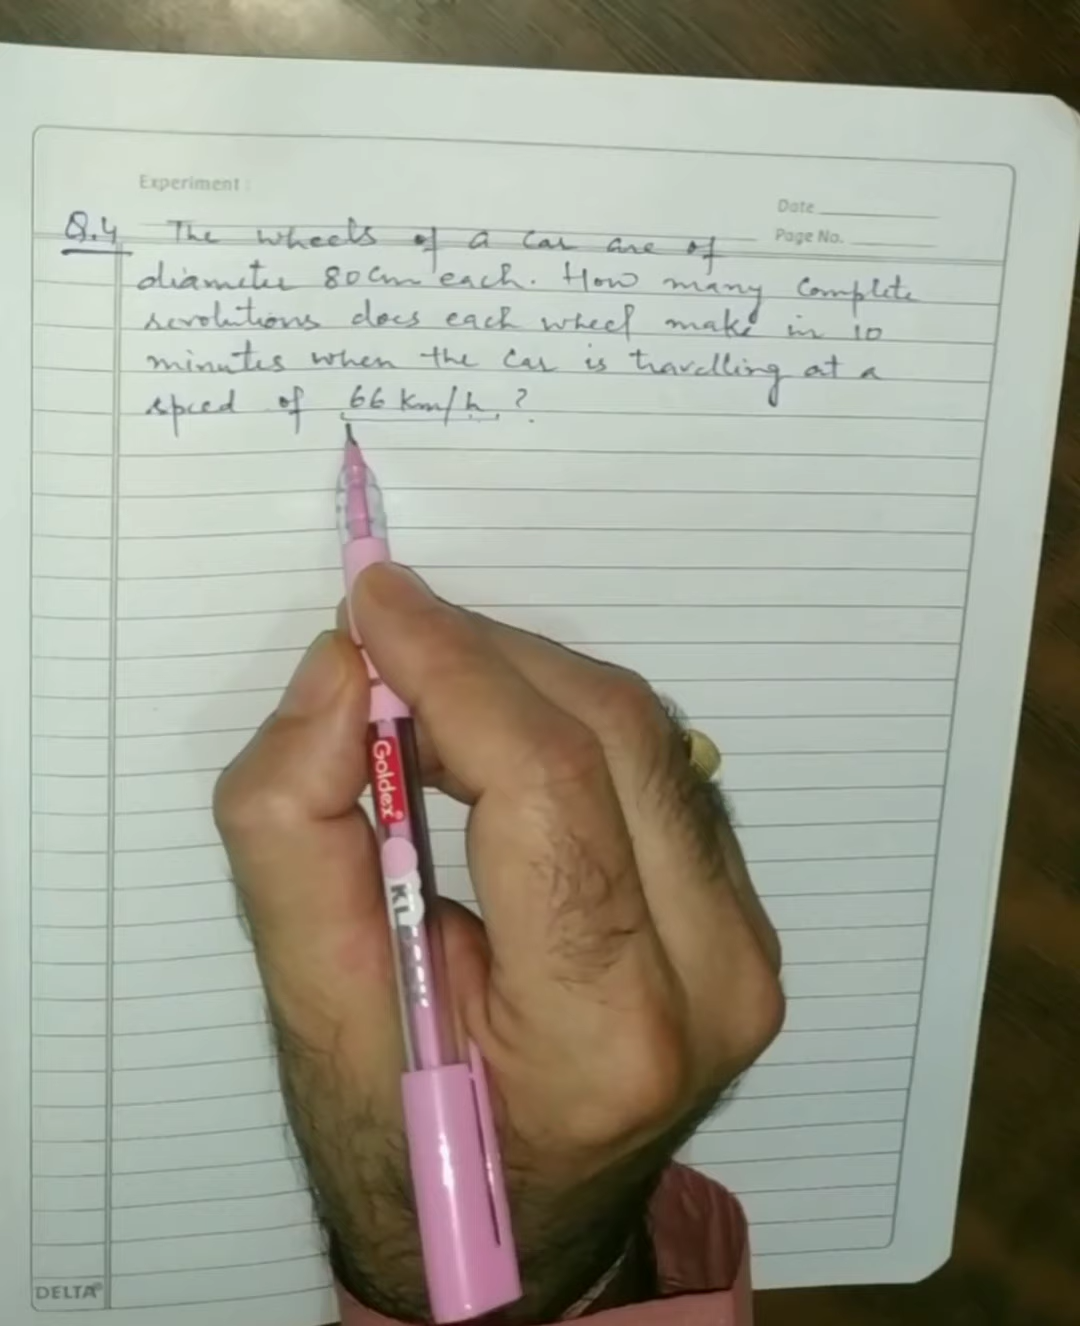 Experiment :
Date
Page No.
Q.4 The wheels of a car are of
diameter 80cm each. How many complete
revolutions does each wheel make in 10
minutes when the car is travelling at a
speed of 66 km/h.?
Goldex®
DELTA®